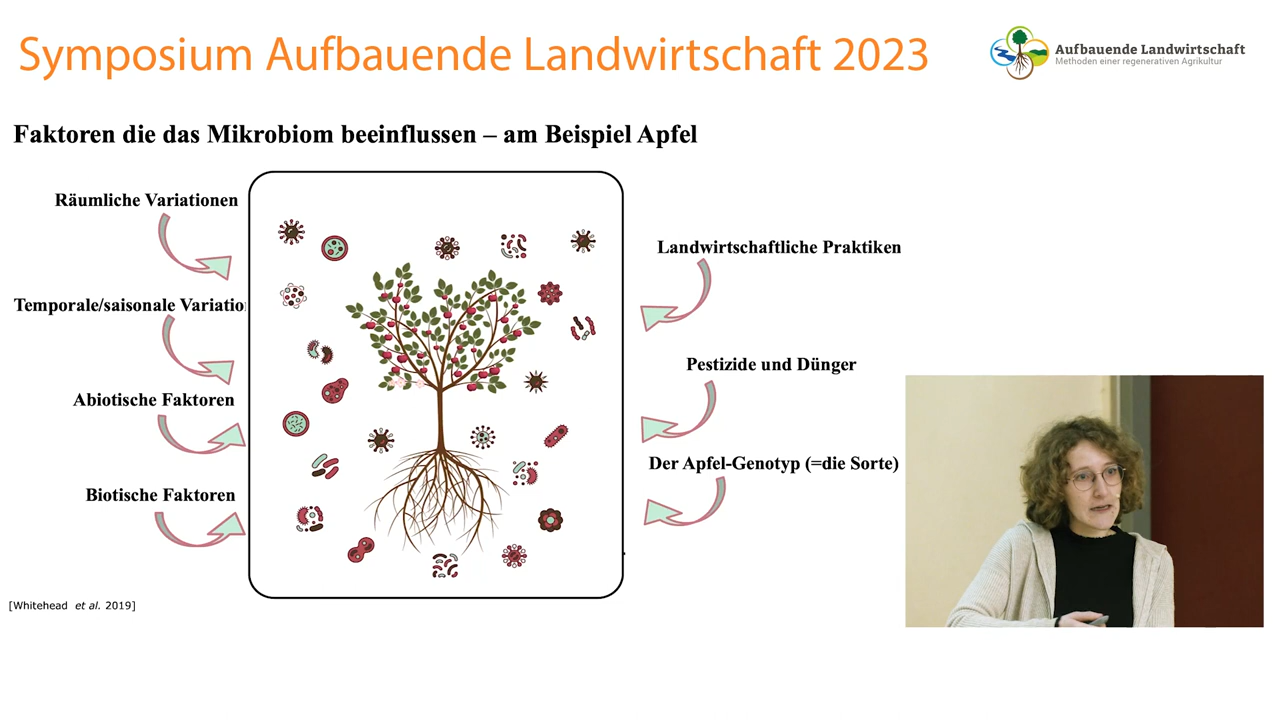 Symposium Aufbauende Landwirtschaft 2023
Aufbauende Landwirtschaft
Methoden einer regenerativen Agrikultur
Faktoren die das Mikrobiom beeinflussen – am Beispiel Apfel
Räumliche Variationen
Temporale/saisonale Variatio
Abiotische Faktoren
Biotische Faktoren
Landwirtschaftliche Praktiken
Pestizide und Dünger
Der Apfel-Genotyp (=die Sorte)
[Whitehead et al. 2019]